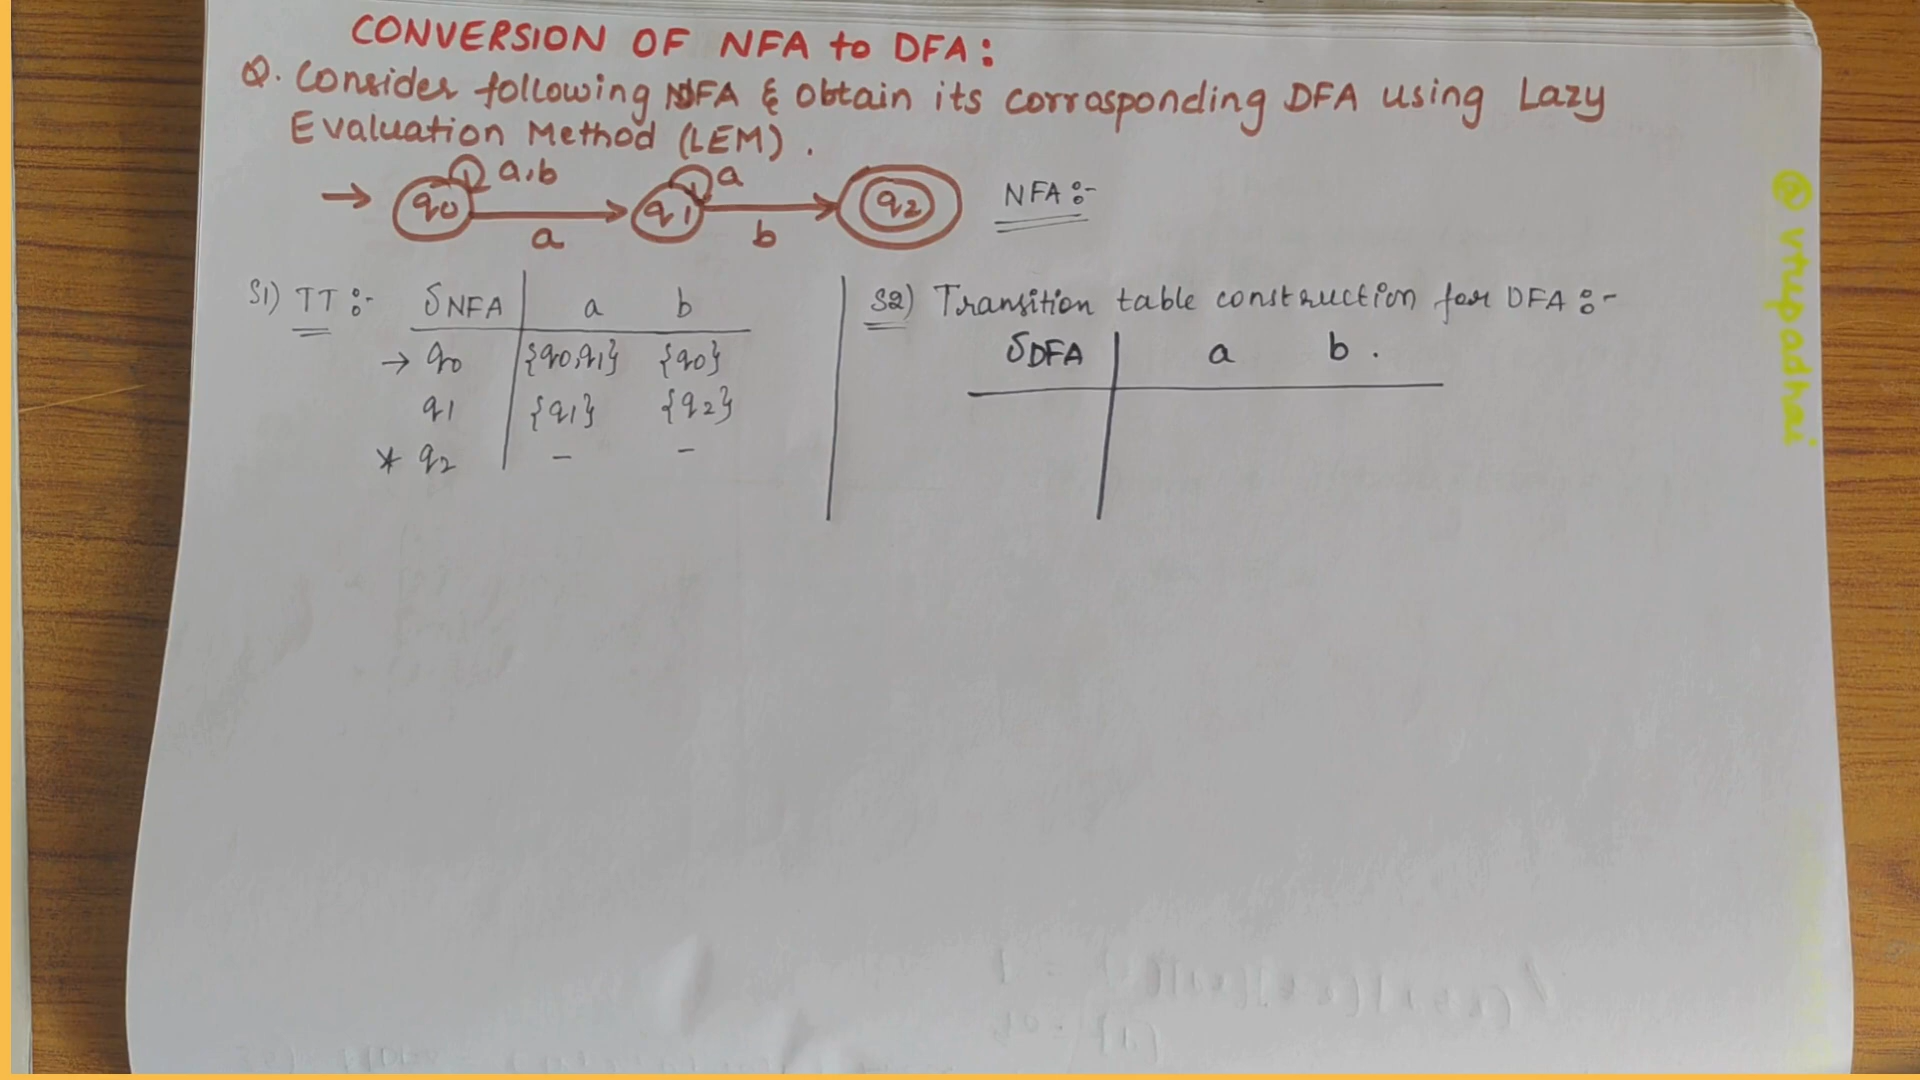 CONVERSION OF NFA to DFA:
Q. Consider following NFA & Obtain its corrosponding DFA using Lazy
Evaluation Method (LEM).
→ q0 a,b a q1 a b q2 NFA:-
S1) TT:- δNFA a b
→ q0 {q0,q1} {q0}
q1 {q1} {q2}
* q2 - -
S2) Transition table construction for DFA:-
δDFA a b.
@vtupadhai